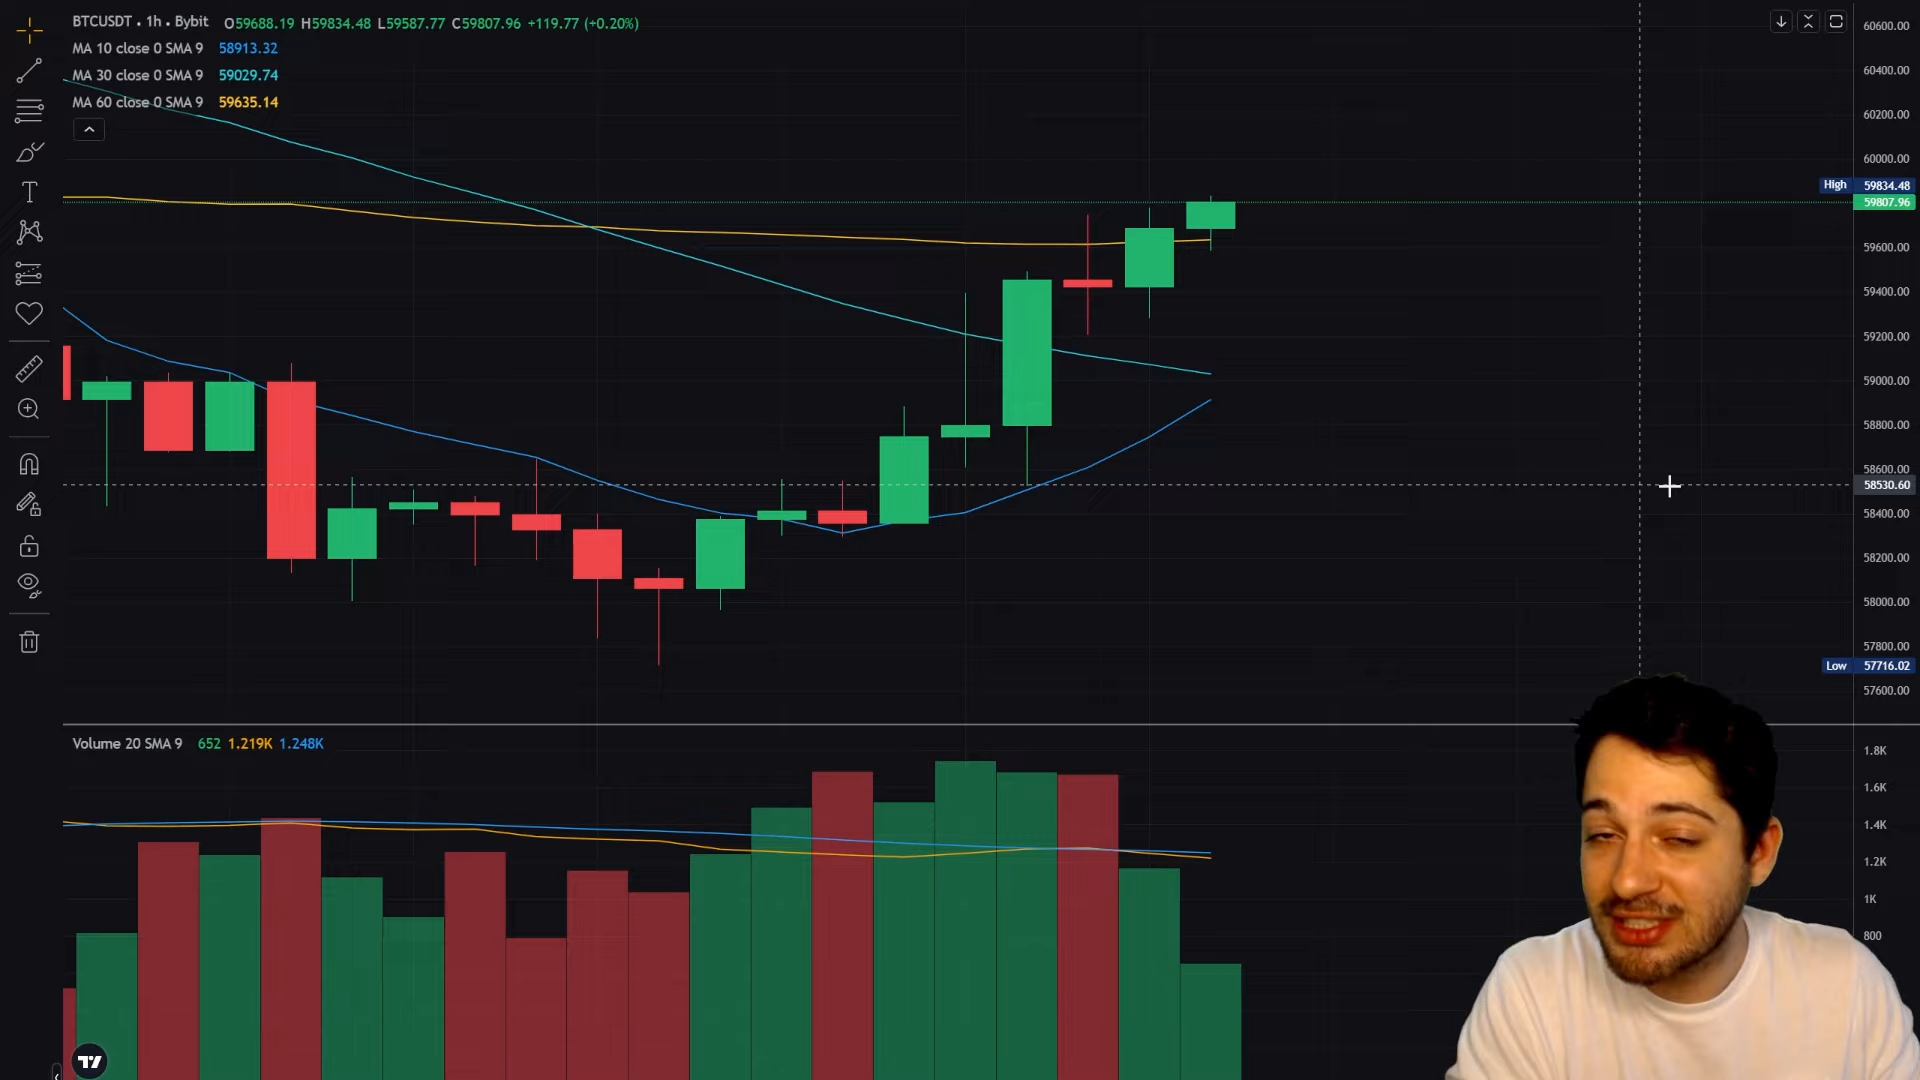 BTCUSDT • 1h • Bybit O59688.19 H59834.48 L59587.77 C59807.96 +119.77 (+0.20%)
MA 10 close 0 SMA 9 58913.32
MA 30 close 0 SMA 9 59029.74
MA 60 close 0 SMA 9 59635.14
60600.00
60400.00
60200.00
60000.00
High 59834.48
59807.96
59600.00
59400.00
59200.00
59000.00
58800.00
58600.00
58530.60
58400.00
58200.00
58000.00
57800.00
Low 57716.02
57600.00
Volume 20 SMA 9 652 1.219K 1.248K
1.8K
1.6K
1.4K
1.2K
1K
800